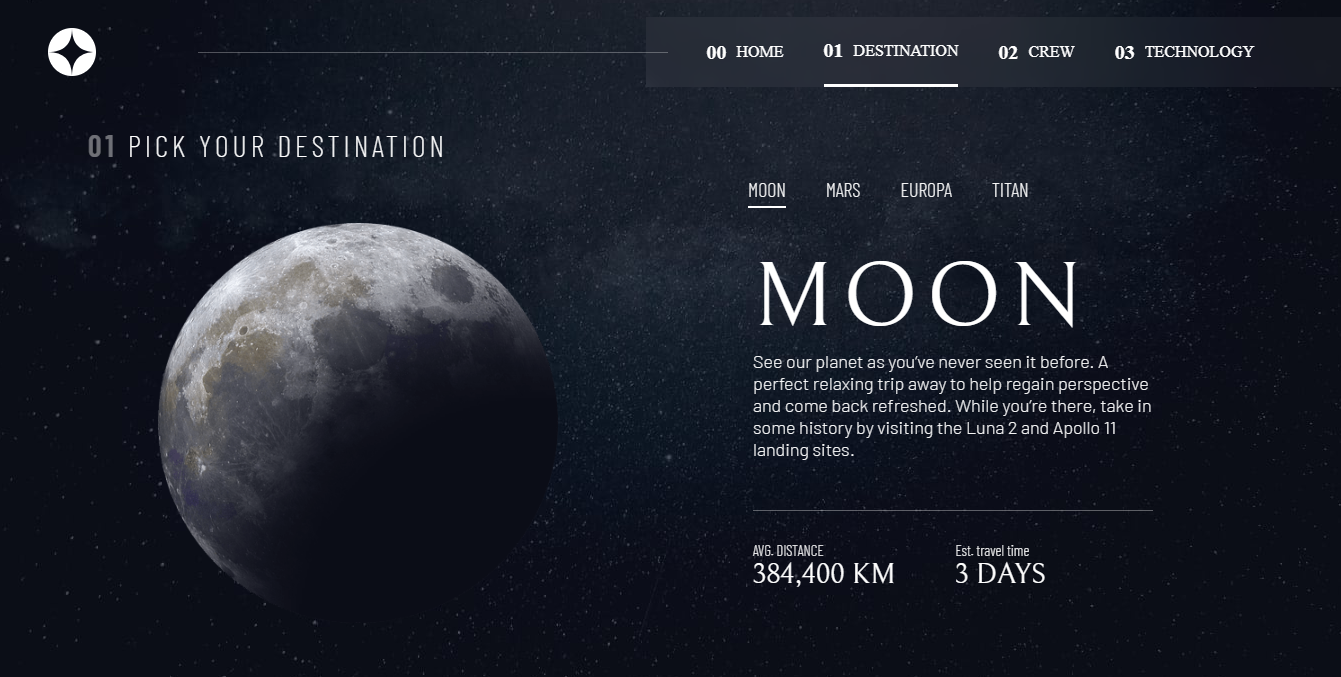 00 HOME 01 DESTINATION 02 CREW 03 TECHNOLOGY
01 PICK YOUR DESTINATION
MOON MARS EUROPA TITAN
MOON
See our planet as you’ve never seen it before. A
perfect relaxing trip away to help regain perspective
and come back refreshed. While you’re there, take in
some history by visiting the Luna 2 and Apollo 11
landing sites.
AVG. DISTANCE Est. travel time
384,400 KM 3 DAYS